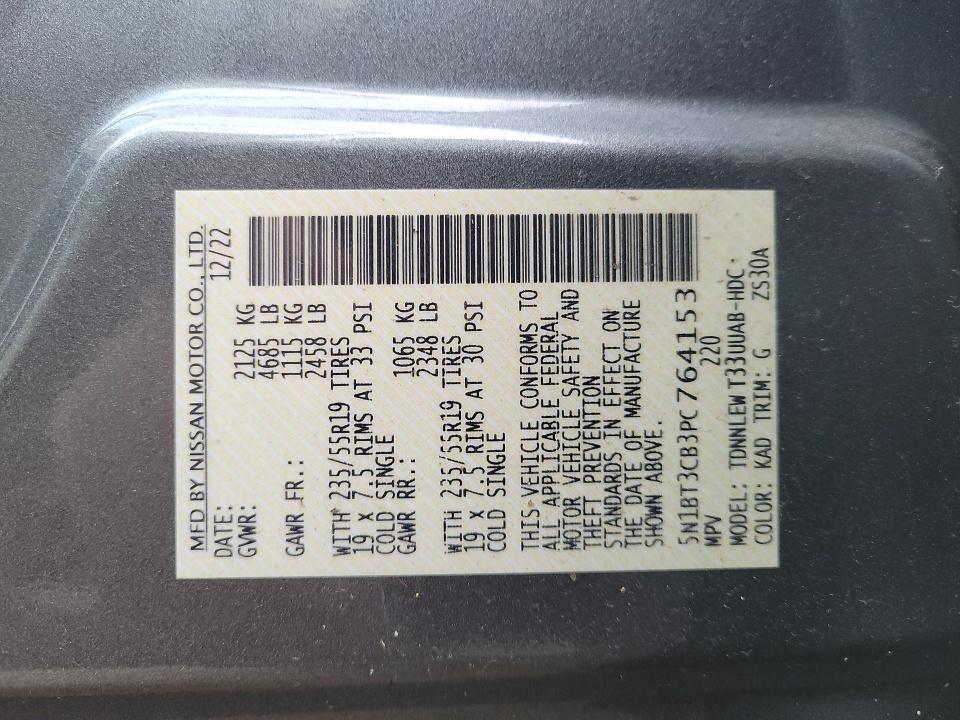 MFD BY NISSAN MOTOR CO., LTD.
DATE: 12/22
GVWR: 2125 KG
4685 LB
GAWR FR.: 1115 KG
2458 LB
WITH 235/55R19 TIRES
19 x 7.5 RIMS AT 33 PSI
COLD SINGLE
GAWR RR.: 1065 KG
2348 LB
WITH 235/55R19 TIRES
19 x 7.5 RIMS AT 30 PSI
COLD SINGLE
THIS VEHICLE CONFORMS TO
ALL APPLICABLE FEDERAL
MOTOR VEHICLE SAFETY AND
THEFT PREVENTION
STANDARDS IN EFFECT ON
THE DATE OF MANUFACTURE
SHOWN ABOVE.
5N1BT3CB3PC764153
MPV 220
MODEL: TDNNLEWT33UUAB-HDC·
COLOR: KAD TRIM: G ZS30A